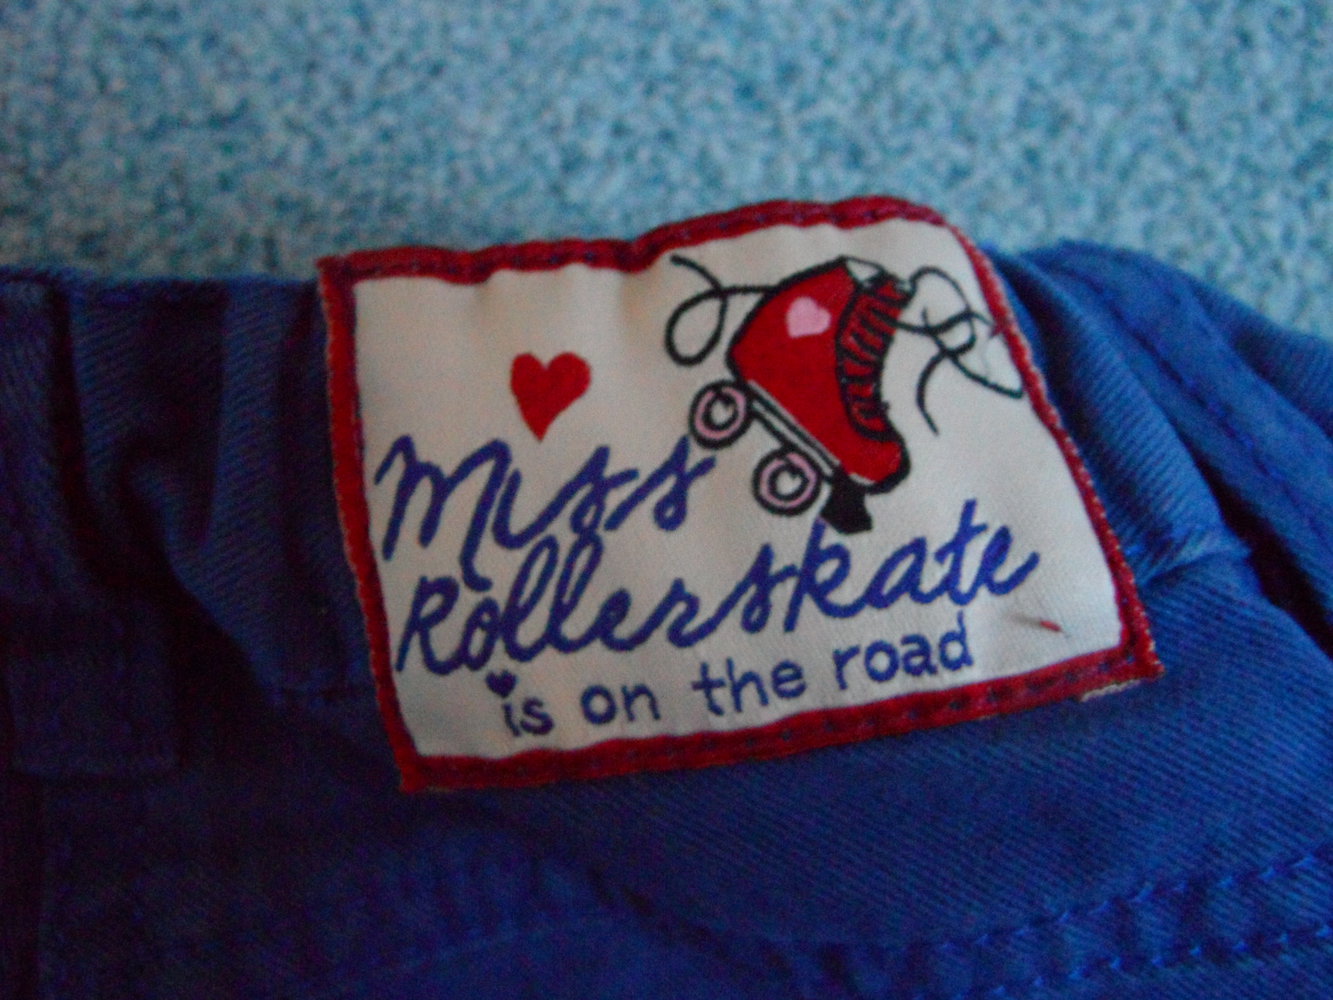 Miss
Rollerskate
is on the road